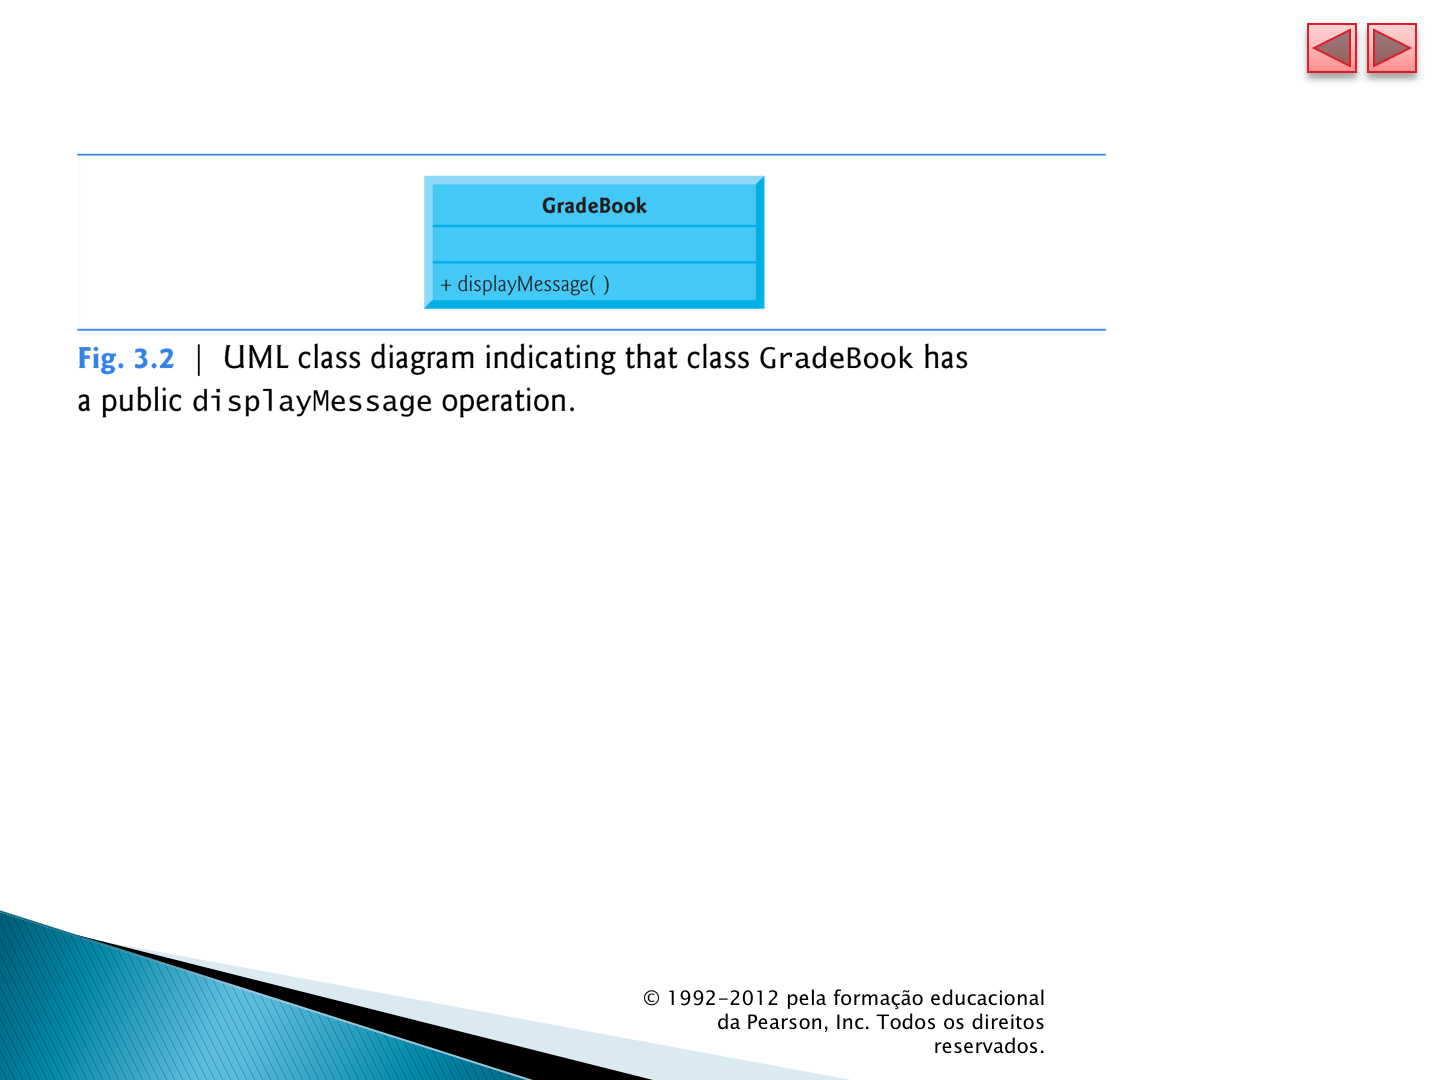 GradeBook
+ displayMessage( )
Fig. 3.2 | UML class diagram indicating that class GradeBook has
a public displayMessage operation.
© 1992-2012 pela formação educacional
da Pearson, Inc. Todos os direitos
reservados.